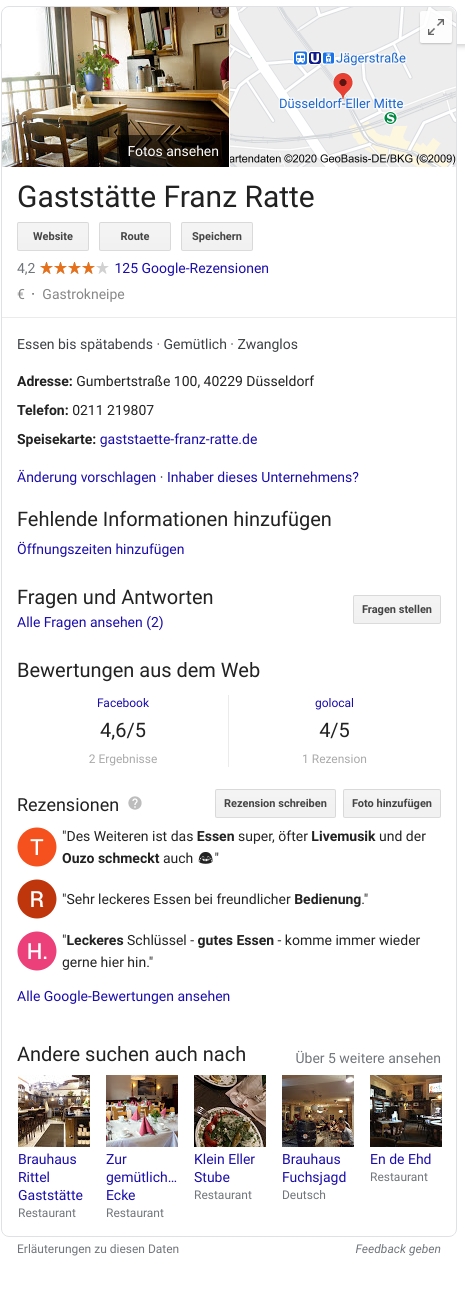 Jägerstraße
Düsseldorf-Eller Mitte
S
Fotos ansehen
artendaten ©2020 GeoBasis-DE/BKG (©2009)
Gaststätte Franz Ratte
Website Route Speichern
4,2 125 Google-Rezensionen
€ · Gastrokneipe
Essen bis spätabends · Gemütlich · Zwanglos
Adresse: Gumbertstraße 100, 40229 Düsseldorf
Telefon: 0211 219807
Speisekarte: gaststaette-franz-ratte.de
Änderung vorschlagen · Inhaber dieses Unternehmens?
Fehlende Informationen hinzufügen
Öffnungszeiten hinzufügen
Fragen und Antworten
Fragen stellen
Alle Fragen ansehen (2)
Bewertungen aus dem Web
Facebook golocal
4,6/5 4/5
2 Ergebnisse 1 Rezension
Rezensionen ? Rezension schreiben Foto hinzufügen
T
"Des Weiteren ist das Essen super, öfter Livemusik und der
Ouzo schmeckt auch "
R "Sehr leckeres Essen bei freundlicher Bedienung."
H.
"Leckeres Schlüssel - gutes Essen - komme immer wieder
gerne hier hin."
Alle Google-Bewertungen ansehen
Andere suchen auch nach Über 5 weitere ansehen
Brauhaus Rittel Gaststätte
Restaurant
Zur gemütlich... Ecke
Restaurant
Klein Eller Stube
Restaurant
Brauhaus Fuchsjagd
Deutsch
En de Ehd
Restaurant
Erläuterungen zu diesen Daten Feedback geben